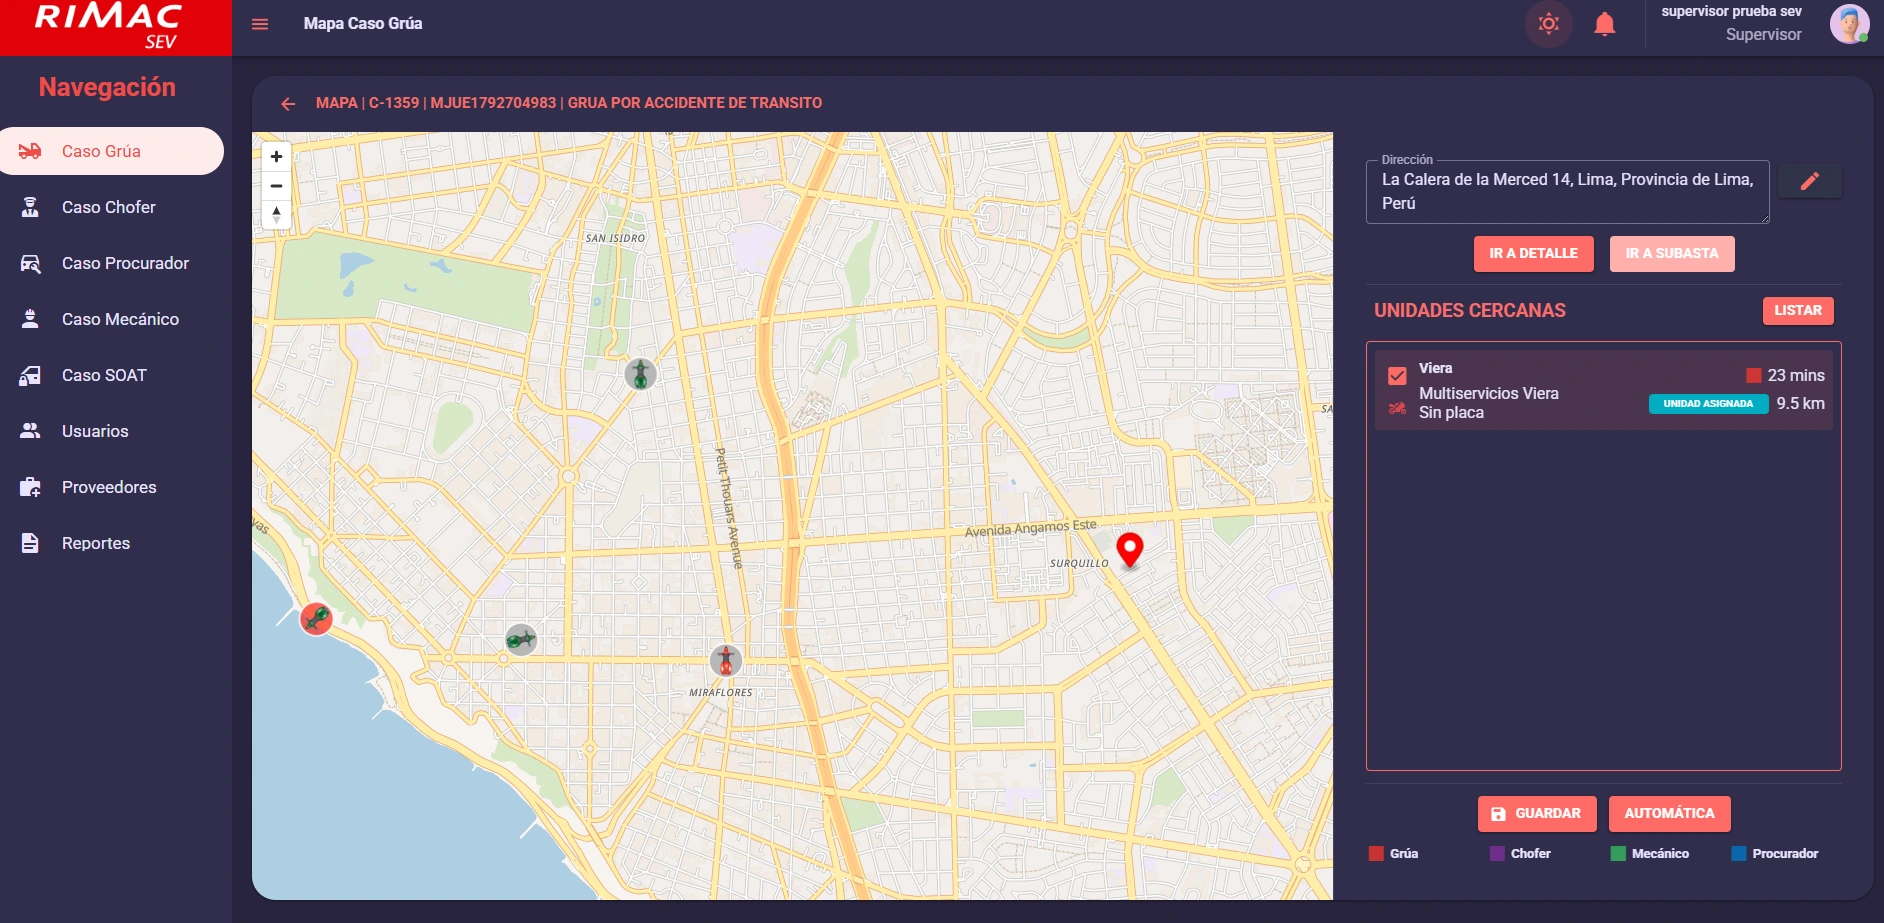 RIMAC
SEV
Mapa Caso Grúa
supervisor prueba sev
Supervisor
Navegación
Caso Grúa
Caso Chofer
Caso Procurador
Caso Mecánico
Caso SOAT
Usuarios
Proveedores
Reportes
MAPA | C-1359 | MJUE1792704983 | GRUA POR ACCIDENTE DE TRANSITO
SAN ISIDRO
Petit Thouars Avenue
Avenida Angamos Este
SURQUILLO
MIRAFLORES
Dirección
La Calera de la Merced 14, Lima, Provincia de Lima,
Perú
IR A DETALLE
IR A SUBASTA
UNIDADES CERCANAS
LISTAR
Viera
23 mins
Multiservicios Viera
UNIDAD ASIGNADA
9.5 km
Sin placa
GUARDAR
AUTOMÁTICA
Grúa
Chofer
Mecánico
Procurador